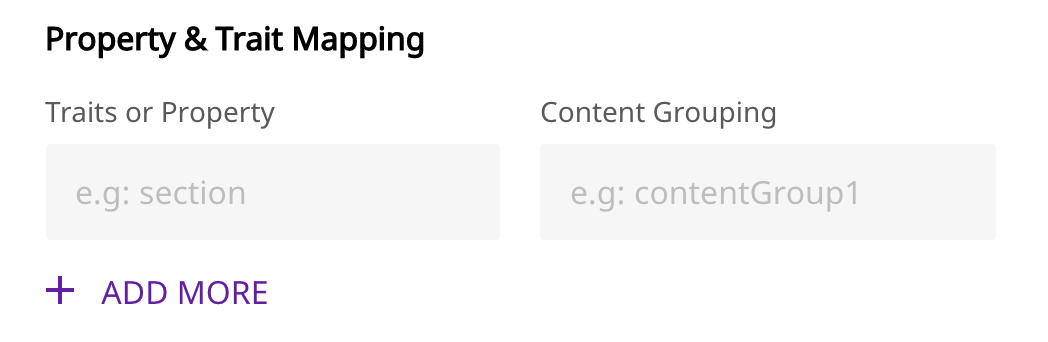 Property & Trait Mapping
Traits or Property
Content Grouping
e.g: section
e.g: contentGroup1
+ ADD MORE